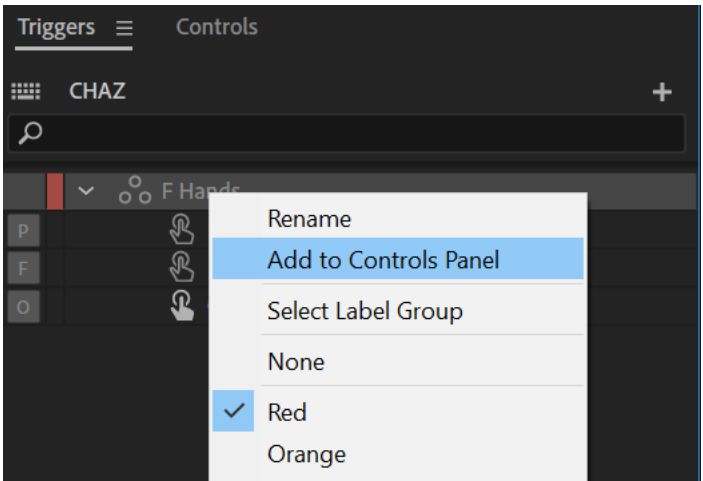 Triggers Controls
CHAZ
F Hands
Rename
P
Add to Controls Panel
F
Select Label Group
O
None
Red
Orange